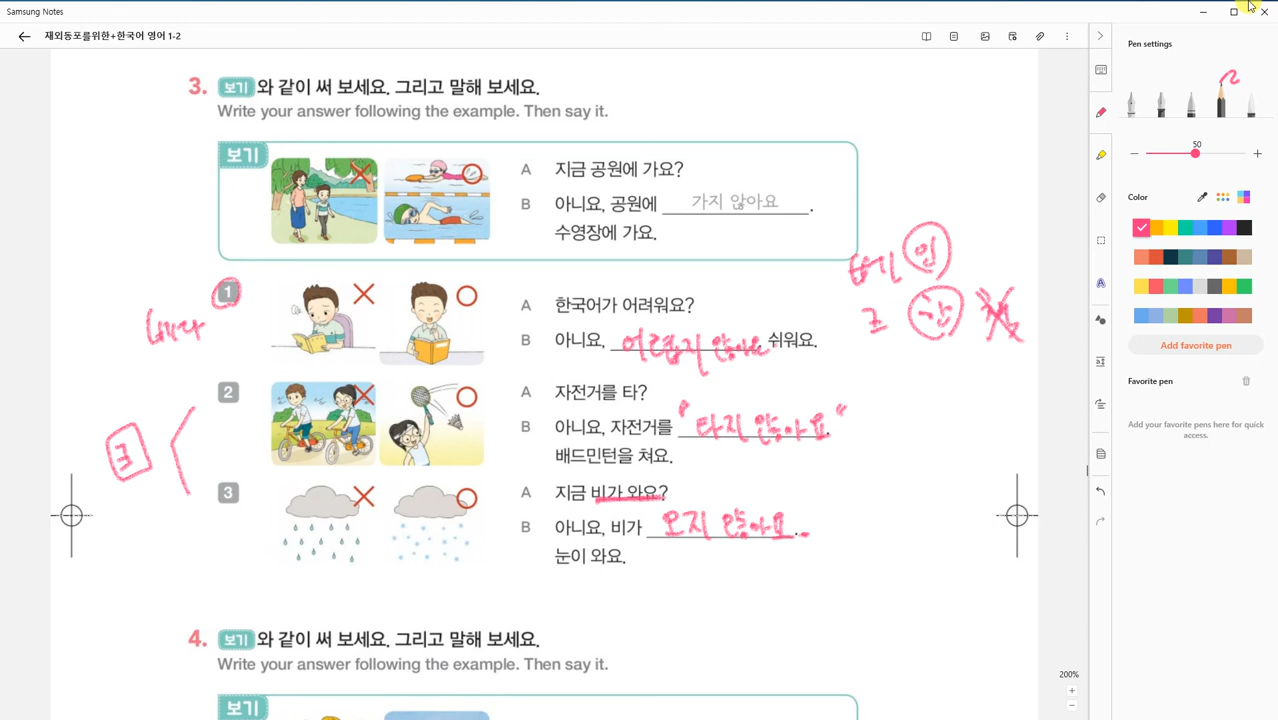 Samsung Notes
재외동포를위한+한국어 영어 1-2
Pen settings
50
Color
Add favorite pen
Favorite pen
Add your favorite pens here for quick access.
200%
3. 보기 와 같이 써 보세요. 그리고 말해 보세요.
Write your answer following the example. Then say it.
보기
A 지금 공원에 가요?
B 아니요, 공원에 가지 않아요.
수영장에 가요.
1
A 한국어가 어려워요?
B 아니요, 어렵지 않아요 쉬워요.
2
A 자전거를 타?
B 아니요, 자전거를 "타지 않아요".
배드민턴을 쳐요.
3
A 지금 비가 와요?
B 아니요, 비가 오지 않아요.
눈이 와요.
4. 보기 와 같이 써 보세요. 그리고 말해 보세요.
Write your answer following the example. Then say it.
보기